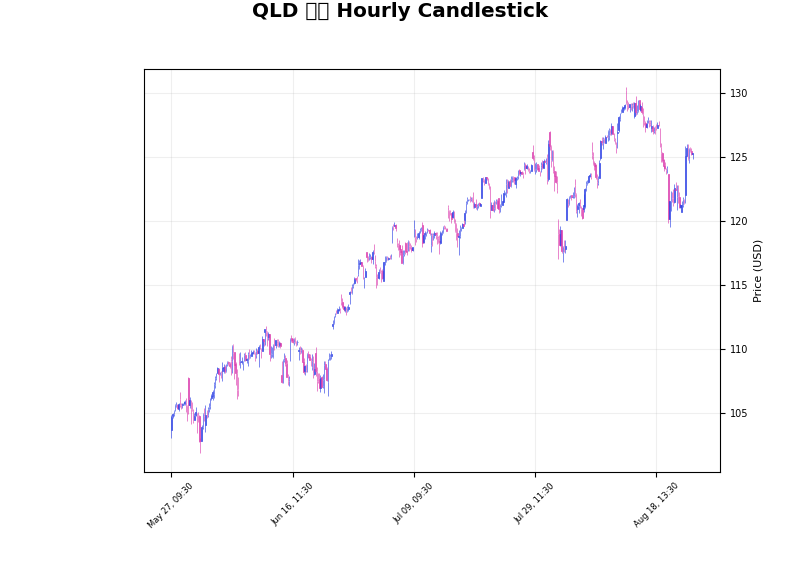 QLD Hourly Candlestick
130
125
120
115
110
105
Price (USD)
May 27, 09:30
Jun 16, 11:30
Jul 09, 09:30
Jul 29, 11:30
Aug 18, 13:30